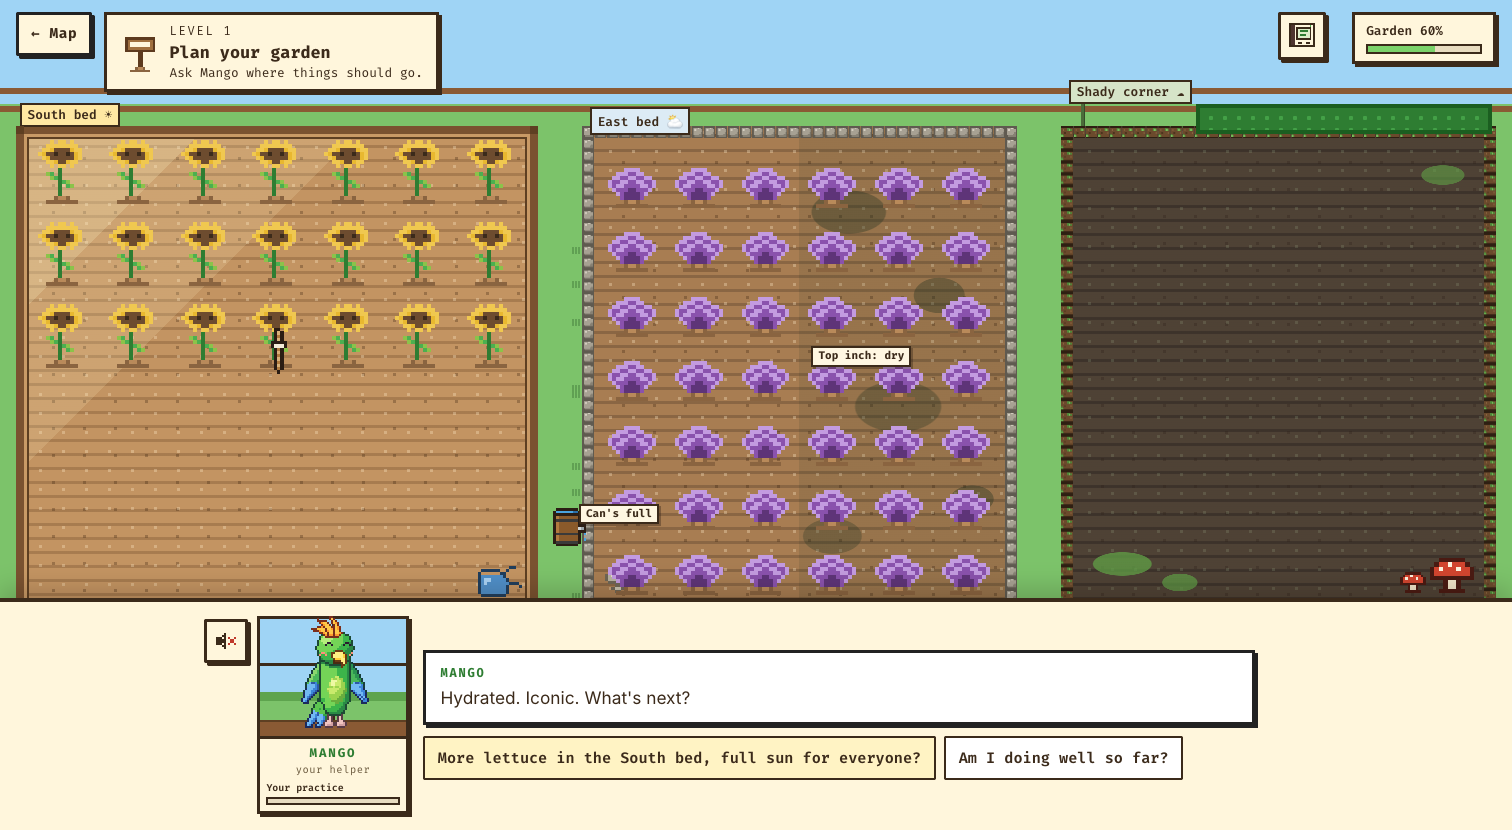 ← Map
LEVEL 1
Plan your garden
Ask Mango where things should go.
Garden 60%
South bed ☀
East bed ⛅
Shady corner ☁
Top inch: dry
Can's full
MANGO
your helper
Your practice
MANGO
Hydrated. Iconic. What's next?
More lettuce in the South bed, full sun for everyone?
Am I doing well so far?